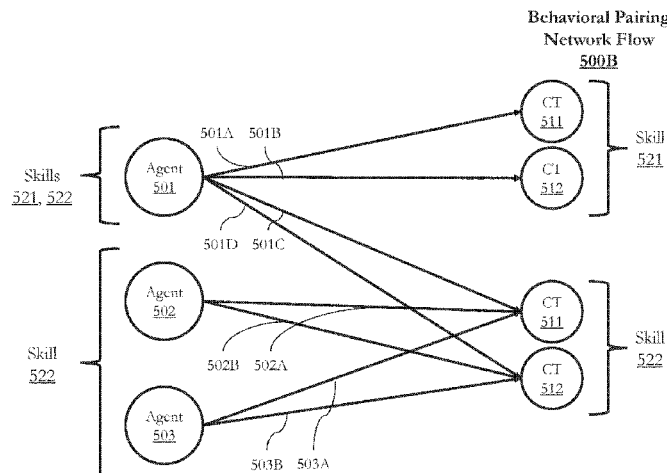 Behavioral Pairing
Network Flow
500B
CT
511
501A
501B
Skill
521
Skills
521, 522
Agent
501
CT
512
501D
501C
Agent
502
CT
511
Skill
522
502B
502A
Skill
522
CT
512
Agent
503
503B
503A